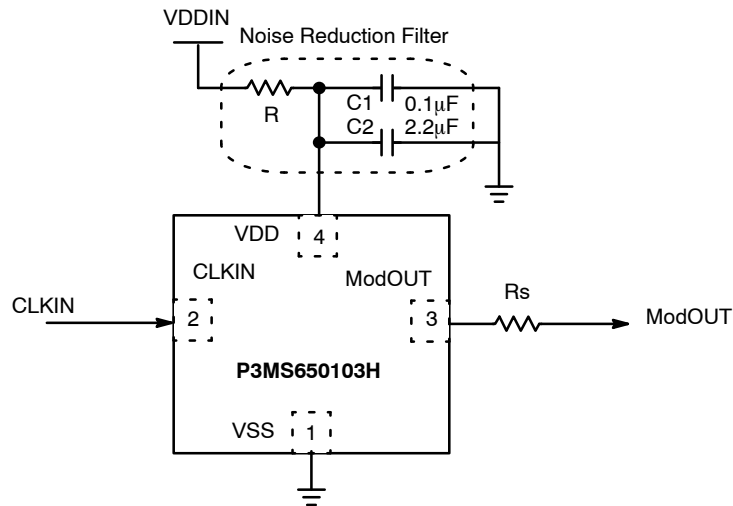 VDDIN
Noise Reduction Filter
R
C1 0.1μF
C2 2.2μF
VDD 4
CLKIN
ModOUT
CLKIN
2
3
Rs
ModOUT
P3MS650103H
VSS 1